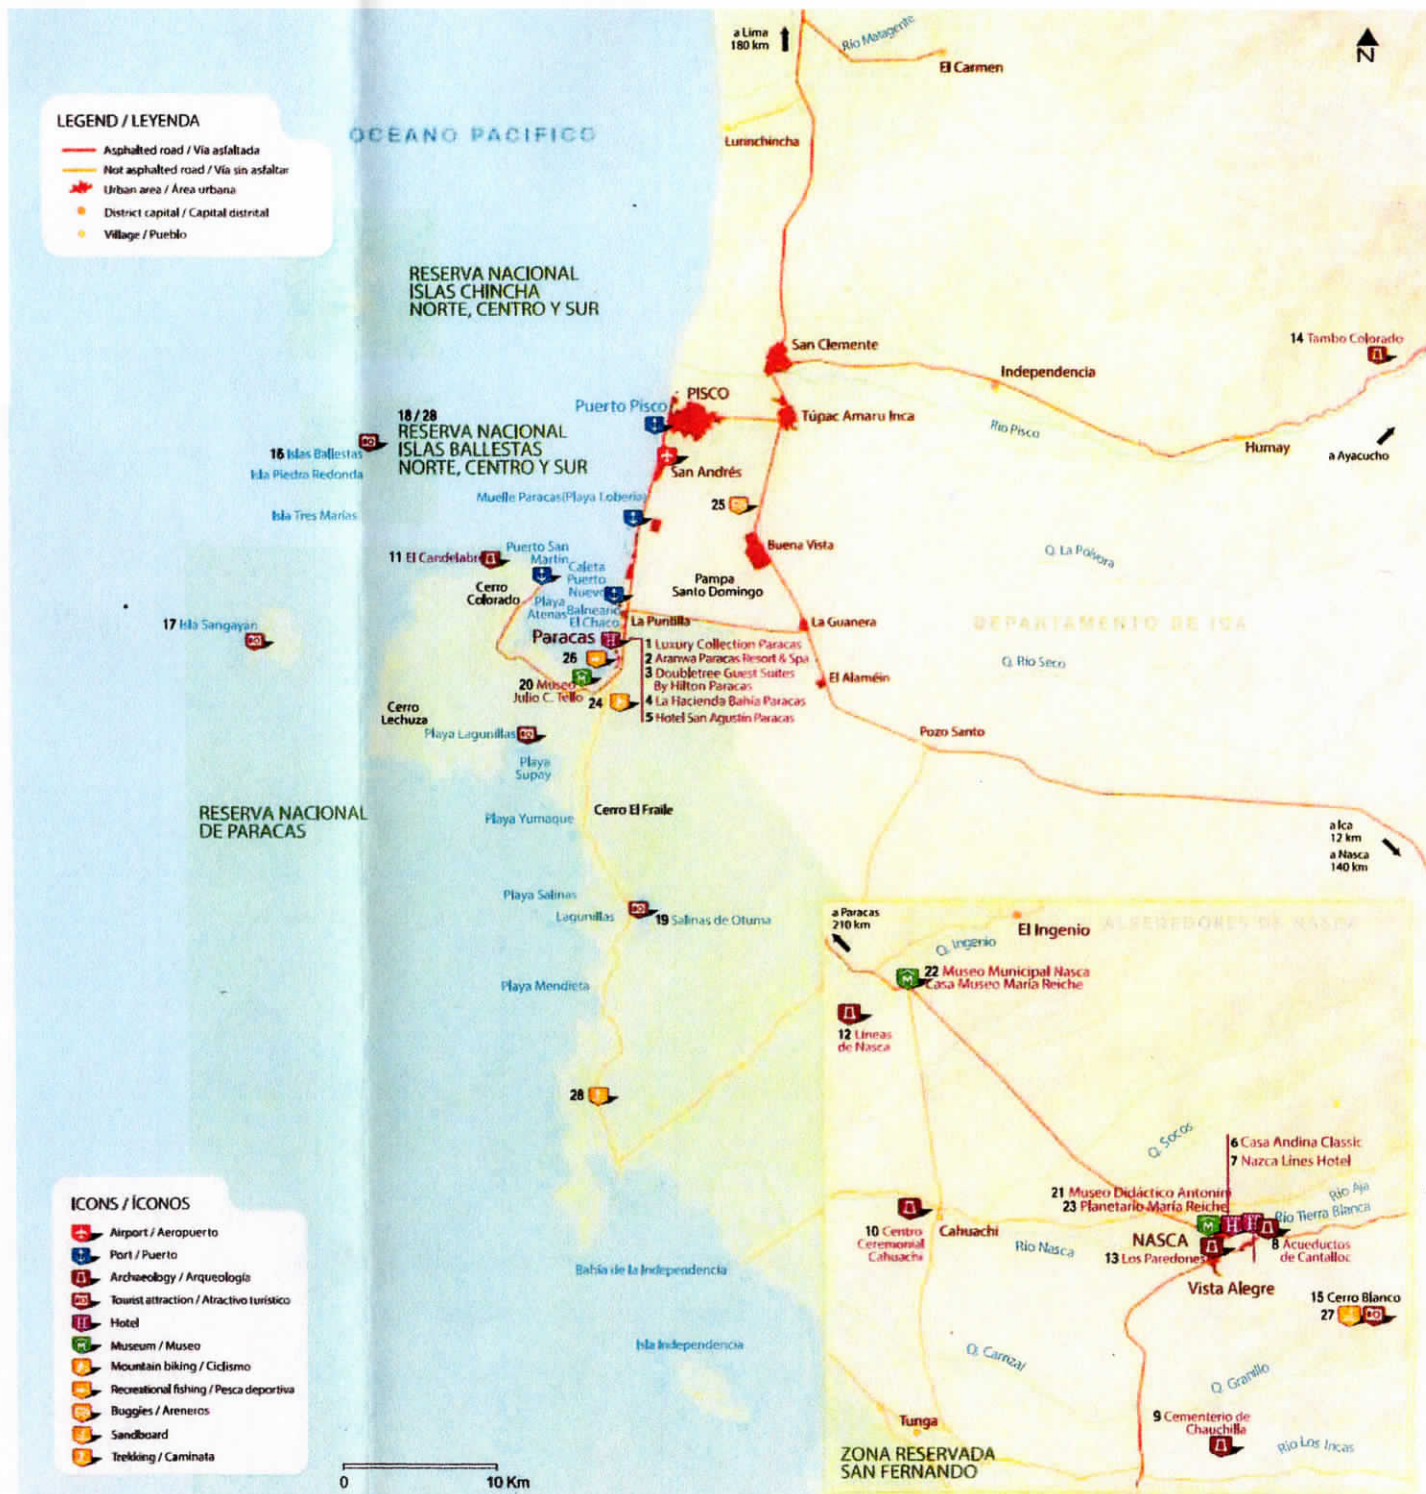 a Lima
180 km
Río Matagente
N
El Carmen
LEGEND / LEYENDA
Asphalted road / Vía asfaltada
Not asphalted road / Vía sin asfaltar
Urban area / Área urbana
District capital / Capital distrital
Village / Pueblo
OCEANO PACIFICO
Lurinchincha
RESERVA NACIONAL
ISLAS CHINCHA
NORTE, CENTRO Y SUR
San Clemente
14 Tambo Colorado
Independencia
PISCO
Puerto Pisco
Túpac Amaru Inca
Río Pisco
Humay
a Ayacucho
18 / 28
RESERVA NACIONAL
ISLAS BALLESTAS
NORTE, CENTRO Y SUR
16 Islas Ballestas
Isla Piedra Redonda
Isla Tres Marías
San Andrés
Muelle Paracas(Playa Lobería)
25
Buena Vista
Q. La Pólvora
11 El Candelabro
Puerto San
Martín
Caleta
Puerto
Nuevo
Cerro
Colorado
Playa
Atenas
Balneario
El Chaco
Pampa
Santo Domingo
La Puntilla
La Guanera
DEPARTAMENTO DE ICA
17 Isla Sangayan
Paracas
1 Luxury Collection Paracas
2 Aranwa Paracas Resort & Spa
3 Doubletree Guest Suites
By Hilton Paracas
4 La Hacienda Bahía Paracas
5 Hotel San Agustín Paracas
26
20 Museo
Julio C. Tello
24
Q. Río Seco
El Alaméin
Cerro
Lechuza
Playa Lagunillas
Pozo Santo
Playa
Supay
RESERVA NACIONAL
DE PARACAS
Playa Yumaque
Cerro El Fraile
a Ica
12 km
a Nasca
140 km
Playa Salinas
Lagunillas
19 Salinas de Otuma
Playa Mendieta
28
a Paracas
210 km
El Ingenio
ALREDEDORES DE NASCA
Q. Ingenio
22 Museo Municipal Nasca
Casa Museo María Reiche
12 Líneas
de Nasca
Q. Socos
6 Casa Andina Classic
7 Nazca Lines Hotel
21 Museo Didáctico Antonini
23 Planetario María Reiche
Río Aja
Río Tierra Blanca
10 Centro
Ceremonial
Cahuachi
Cahuachi
Río Nasca
NASCA
13 Los Paredones
8 Acueductos
de Cantalloc
Vista Alegre
15 Cerro Blanco
27
Bahía de la Independencia
Isla Independencia
Q. Carrizal
Q. Granillo
9 Cementerio de
Chauchilla
Río Los Incas
Tunga
ZONA RESERVADA
SAN FERNANDO
ICONS / ÍCONOS
Airport / Aeropuerto
Port / Puerto
Archaeology / Arqueología
Tourist attraction / Atractivo turístico
Hotel
Museum / Museo
Mountain biking / Ciclismo
Recreational fishing / Pesca deportiva
Buggies / Areneros
Sandboard
Trekking / Caminata
0
10 Km